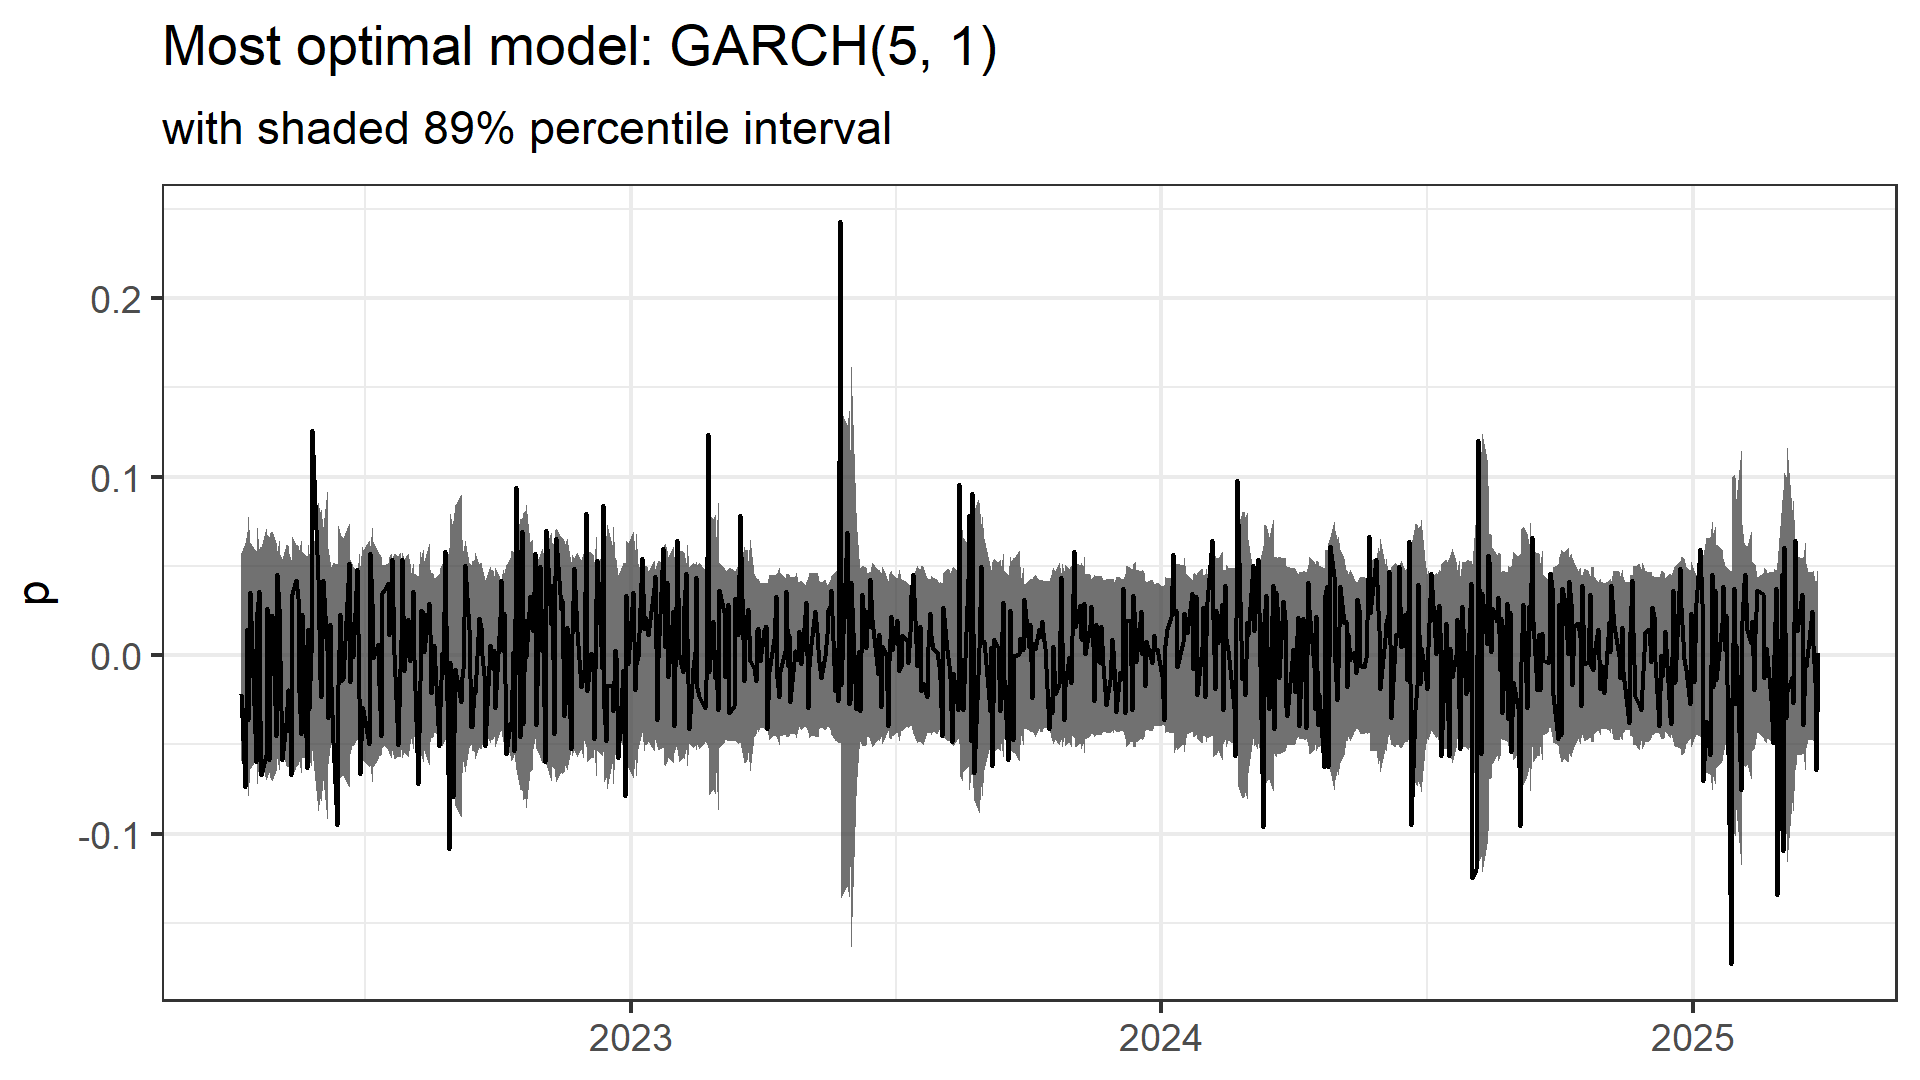 Most optimal model: GARCH(5, 1)
with shaded 89% percentile interval
p
0.2
0.1
0.0
-0.1
2023
2024
2025